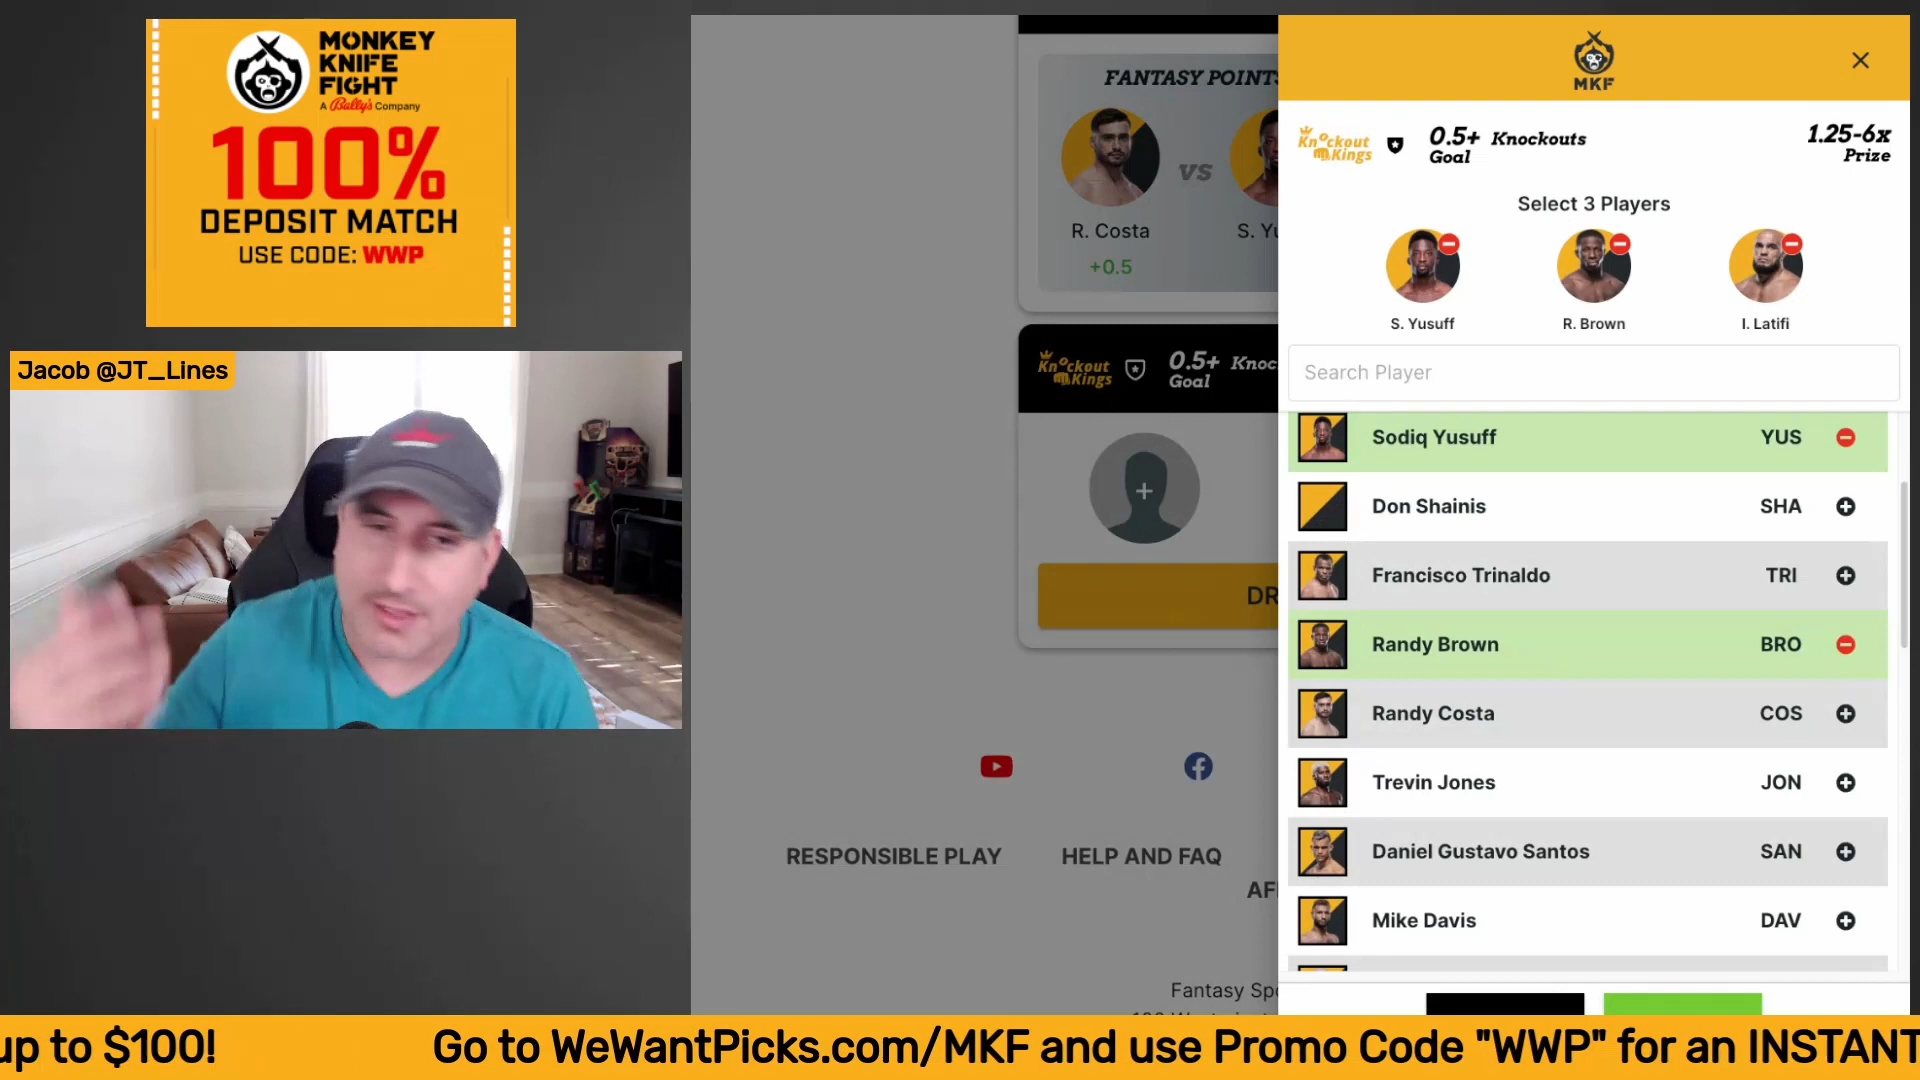 MONKEY
KNIFE
FIGHT
A Bally's Company
100%
DEPOSIT MATCH
USE CODE: WWP
Jacob @JT_Lines
FANTASY POINTS
VS
R. Costa
S. Yu
+0.5
Knockout
Kings
0.5+ Knoc
Goal
+
DR
RESPONSIBLE PLAY
HELP AND FAQ
AF
Fantasy Spo
MKF
Knockout
Kings
0.5+ Knockouts
Goal
1.25-6x
Prize
Select 3 Players
S. Yusuff
R. Brown
I. Latifi
Search Player
Sodiq Yusuff YUS
Don Shainis SHA
Francisco Trinaldo TRI
Randy Brown BRO
Randy Costa COS
Trevin Jones JON
Daniel Gustavo Santos SAN
Mike Davis DAV
up to $100! Go to WeWantPicks.com/MKF and use Promo Code "WWP" for an INSTANT